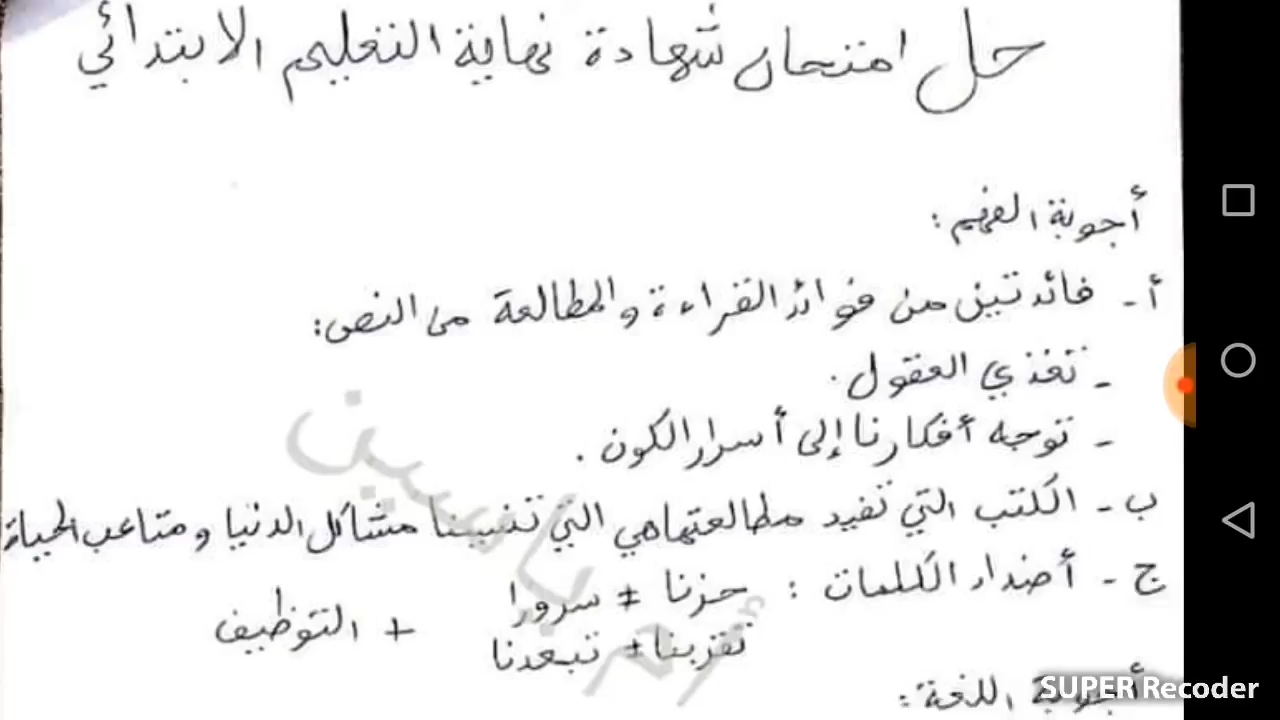 حل امتحان شهادة نهاية التعليم الابتدائي
أجوبة الفهم:
أ- فائدتين من فوائد القراءة والمطالعة من النص:
- تغذي العقول.
- توجه أفكارنا إلى أسرار الكون.
ب- الكتب التي تفيد مطالعتها هي التي تنسينا مشاكل الدنيا ومتاعب الحياة
ج- أضداد الكلمات: حزنا ≠ سرورا
تقربنا ≠ تبعدنا + التوظيف
أجوبة اللغة:
أم ياسين
SUPER Recoder